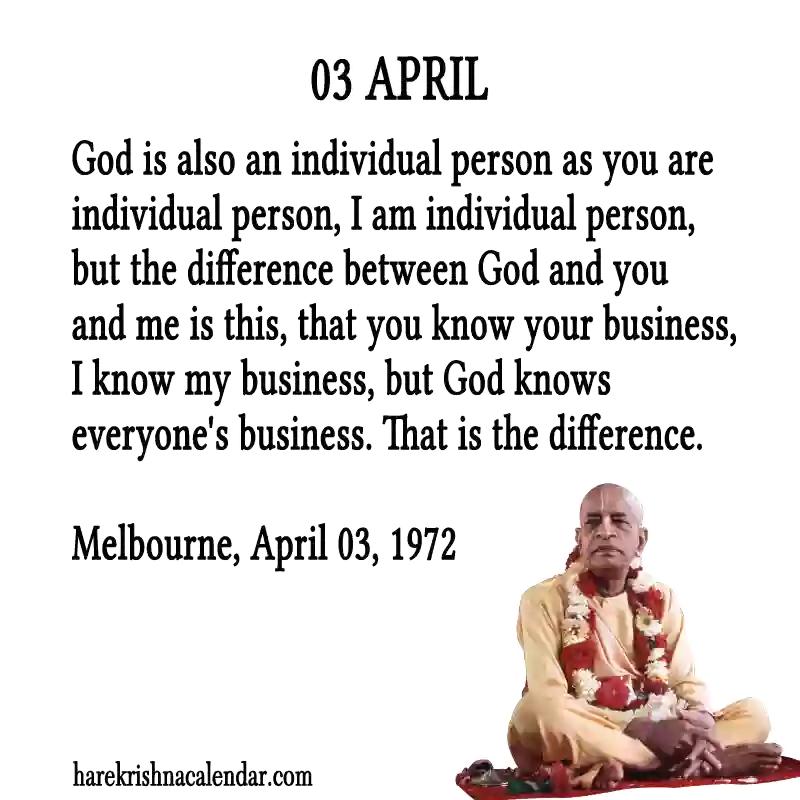 03 APRIL
God is also an individual person as you are
individual person, I am individual person,
but the difference between God and you
and me is this, that you know your business,
I know my business, but God knows
everyone's business. That is the difference.
Melbourne, April 03, 1972
harekrishnacalendar.com